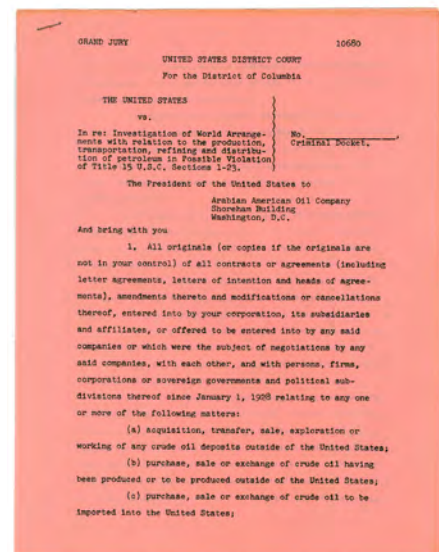 GRAND JURY 10680
UNITED STATES DISTRICT COURT
For the District of Columbia
THE UNITED STATES
vs.
In re: Investigation of World Arrange-
ments with relation to the production,
transportation, refining and distribu-
tion of petroleum in Possible Violation
of Title 15 U.S.C. Sections 1-23.
No. ,
Criminal Docket.
The President of the United States to
Arabian American Oil Company
Shoreham Building
Washington, D.C.
And bring with you
1. All originals (or copies if the originals are
not in your control) of all contracts or agreements (including
letter agreements, letters of intention and heads of agree-
ments), amendments thereto and modifications or cancellations
thereof, entered into by your corporation, its subsidiaries
and affiliates, or offered to be entered into by any said
companies or which were the subject of negotiations by any
said companies, with each other, and with persons, firms,
corporations or sovereign governments and political sub-
divisions thereof since January 1, 1928 relating to any one
or more of the following matters:
(a) acquisition, transfer, sale, exploration or
working of any crude oil deposits outside of the United States;
(b) purchase, sale or exchange of crude oil having
been produced or to be produced outside of the United States;
(c) purchase, sale or exchange of crude oil to be
imported into the United States;